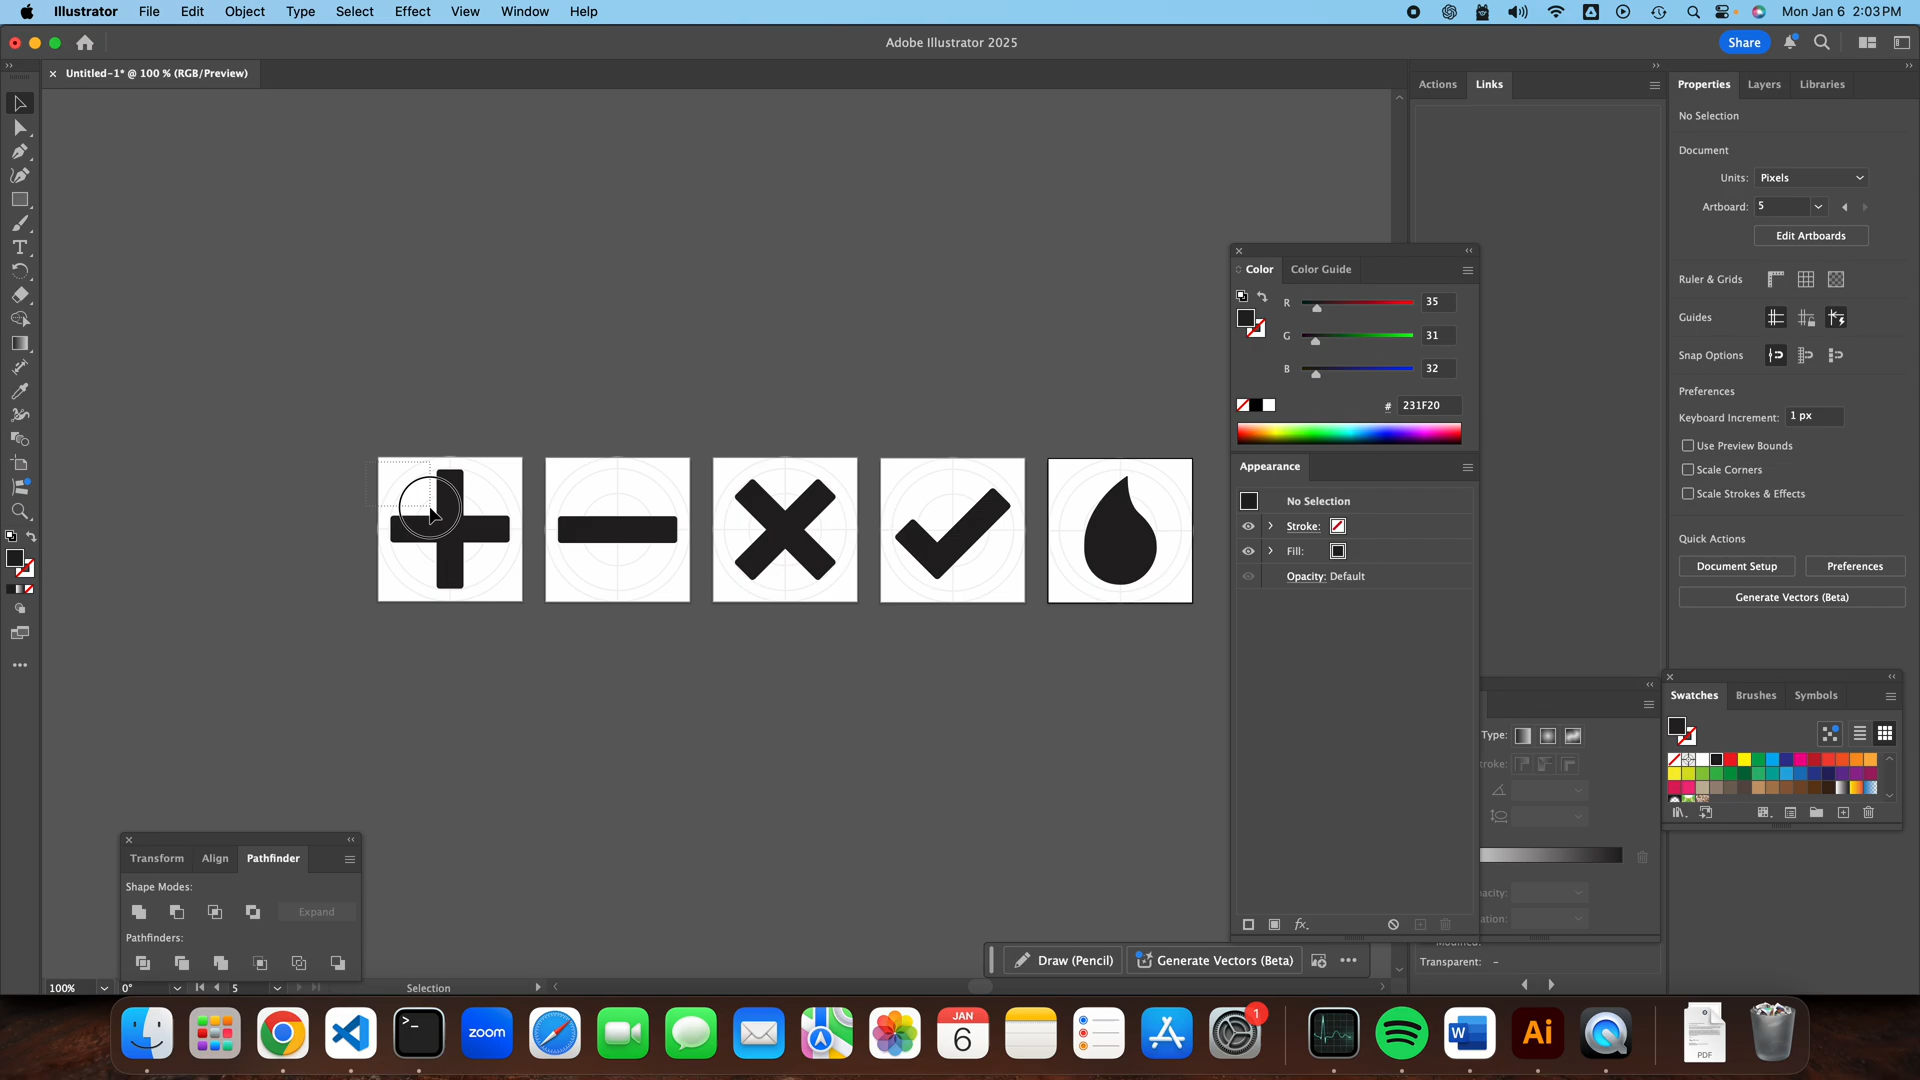 Illustrator File Edit Object Type Select Effect View Window Help
Mon Jan 6 2:03 PM
Adobe Illustrator 2025
Share
Untitled-1* @ 100 % (RGB/Preview)
Actions Links
Properties Layers Libraries
No Selection
Document
Units: Pixels
Artboard: 5
Edit Artboards
Ruler & Grids
Guides
Snap Options
Preferences
Keyboard Increment: 1 px
Use Preview Bounds
Scale Corners
Scale Strokes & Effects
Quick Actions
Document Setup Preferences
Generate Vectors (Beta)
Color Color Guide
R 35
G 31
B 32
# 231F20
Appearance
No Selection
Stroke:
Fill:
Opacity: Default
fx.
Swatches Brushes Symbols
Type:
Transparent: –
Transform Align Pathfinder
Shape Modes:
Expand
Pathfinders:
Draw (Pencil) Generate Vectors (Beta)
100% 0° 5 Selection
zoom
JAN
6
1
W
Ai
PDF